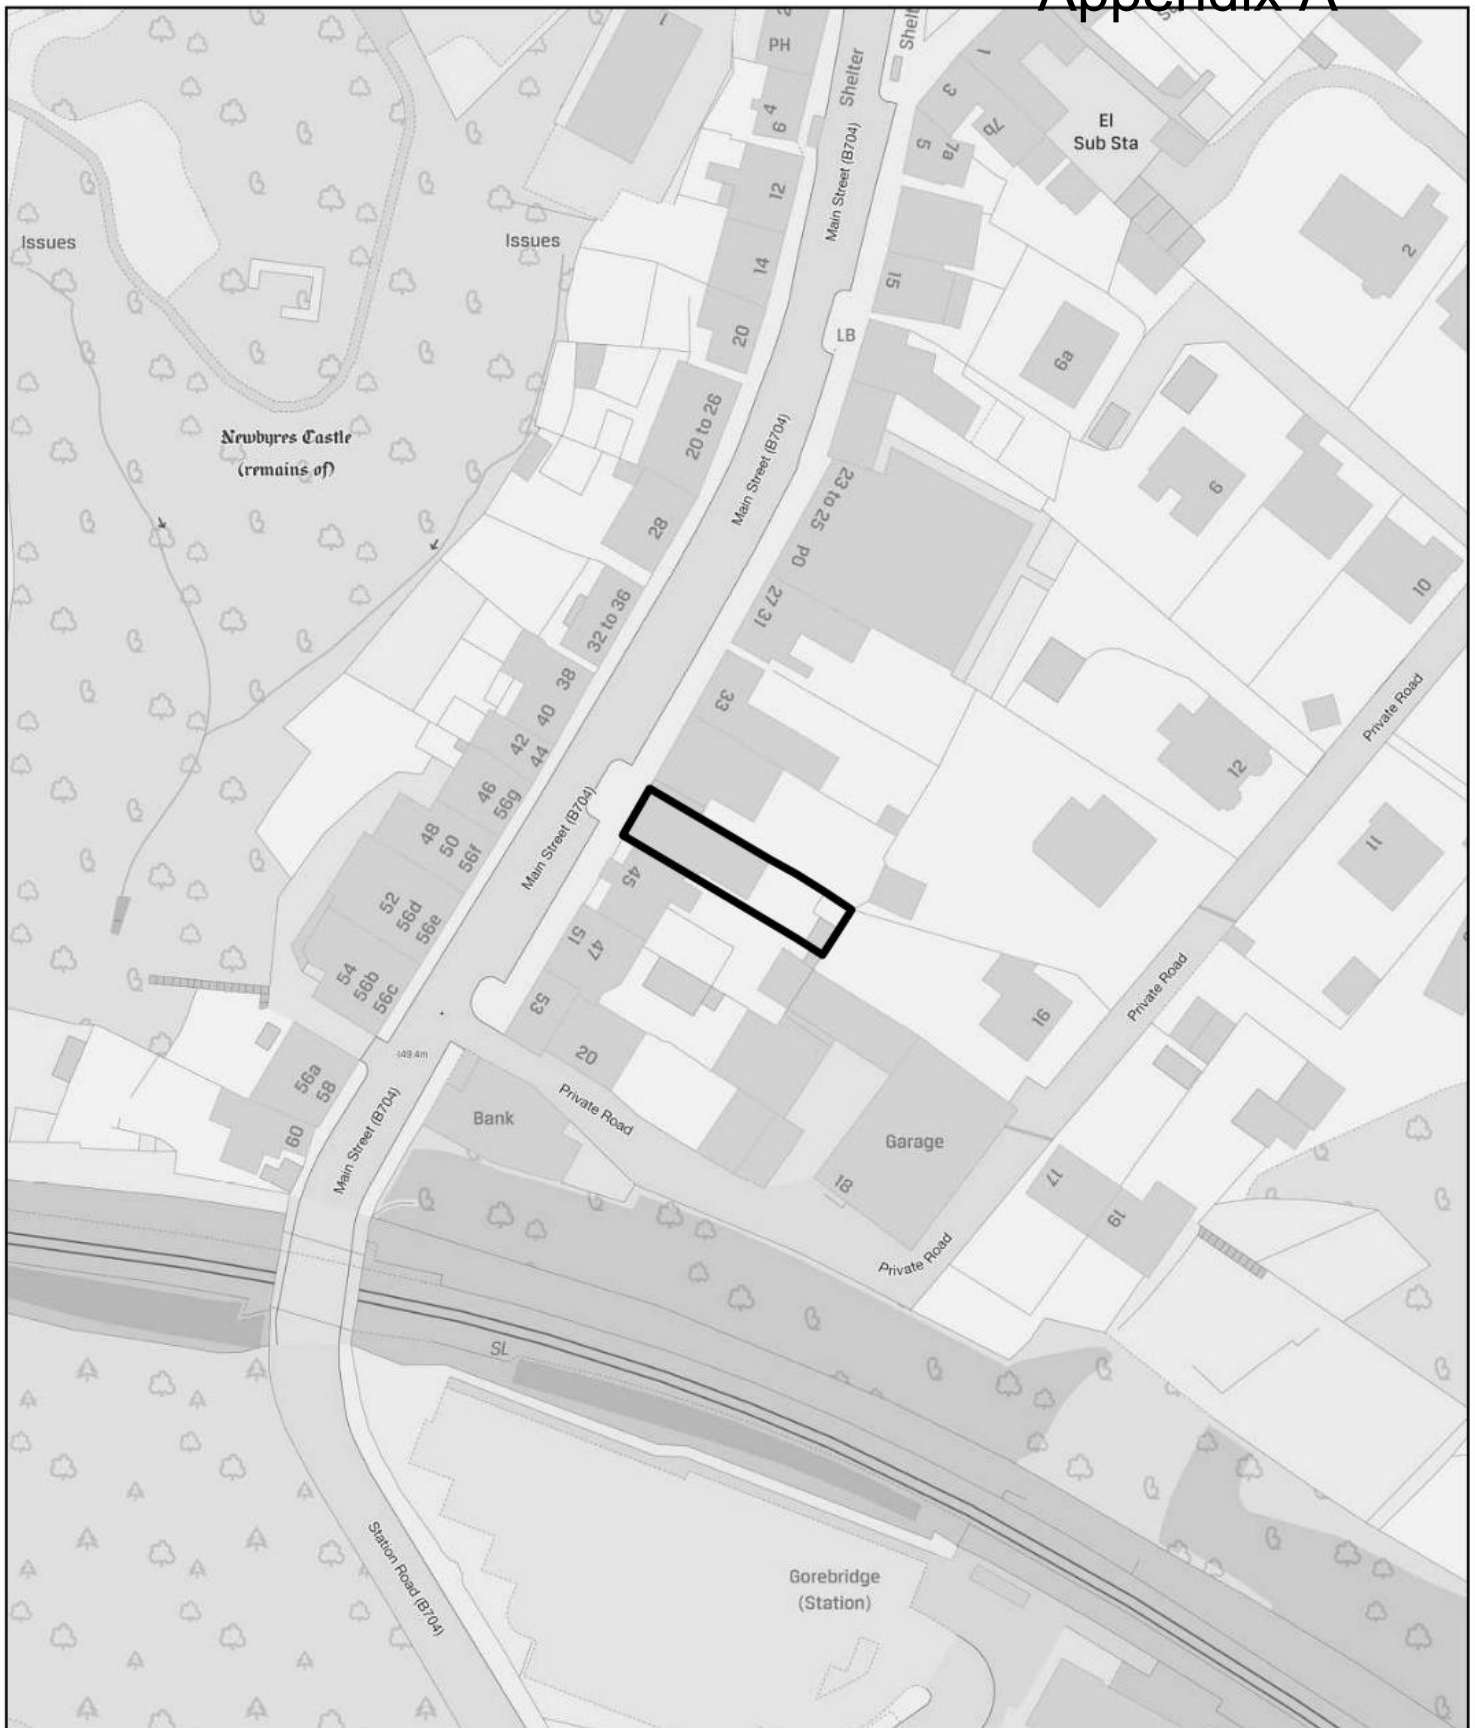 Appendix A
1
PH
4
6
Shelter
1
3
7b
5
7a
El
Sub Sta
Main Street (B704)
12
2
Issues
Issues
14
15
20
LB
6a
Newbyres Castle
(remains of)
20 to 26
Main Street (B704)
23 to 25
9
28
PO
10
32 to 36
27 31
38
33
Private Road
40
42
44
12
46
56g
Main Street (B704)
48
50
56f
11
45
52
56d
56e
51
47
54
56b
56c
53
16
Private Road
149.4m
20
56a
58
Private Road
Bank
60
Main Street (B704)
Garage
18
17
19
Private Road
SL
Station Road (B704)
Gorebridge
(Station)